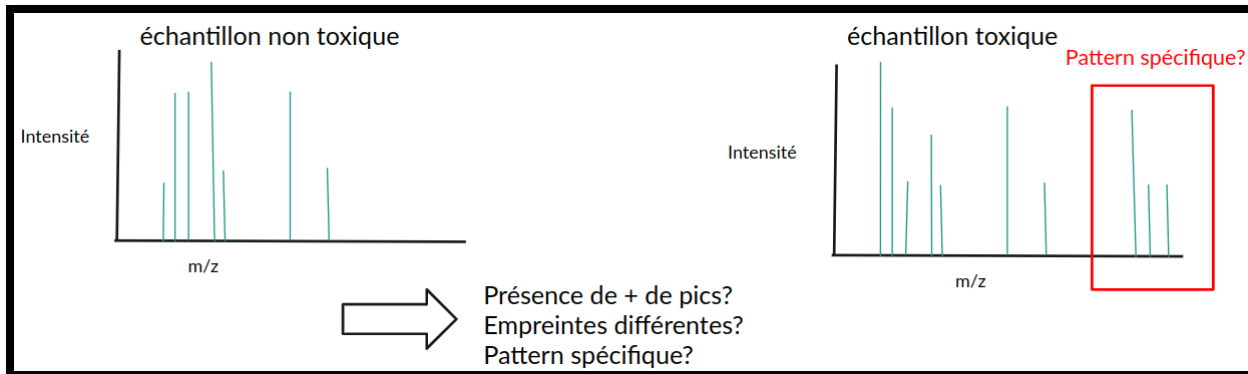 échantillon non toxique
Intensité
m/z
échantillon toxique
Pattern spécifique?
Intensité
m/z
Présence de + de pics?
Empreintes différentes?
Pattern spécifique?